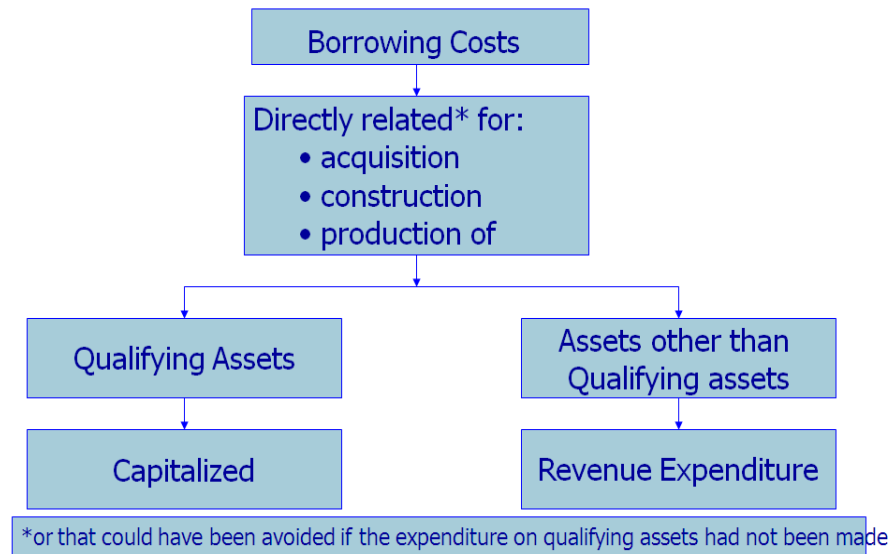 Borrowing Costs
Directly related* for:
• acquisition
• construction
• production of
Qualifying Assets
Assets other than
Qualifying assets
Capitalized
Revenue Expenditure
*or that could have been avoided if the expenditure on qualifying assets had not been made